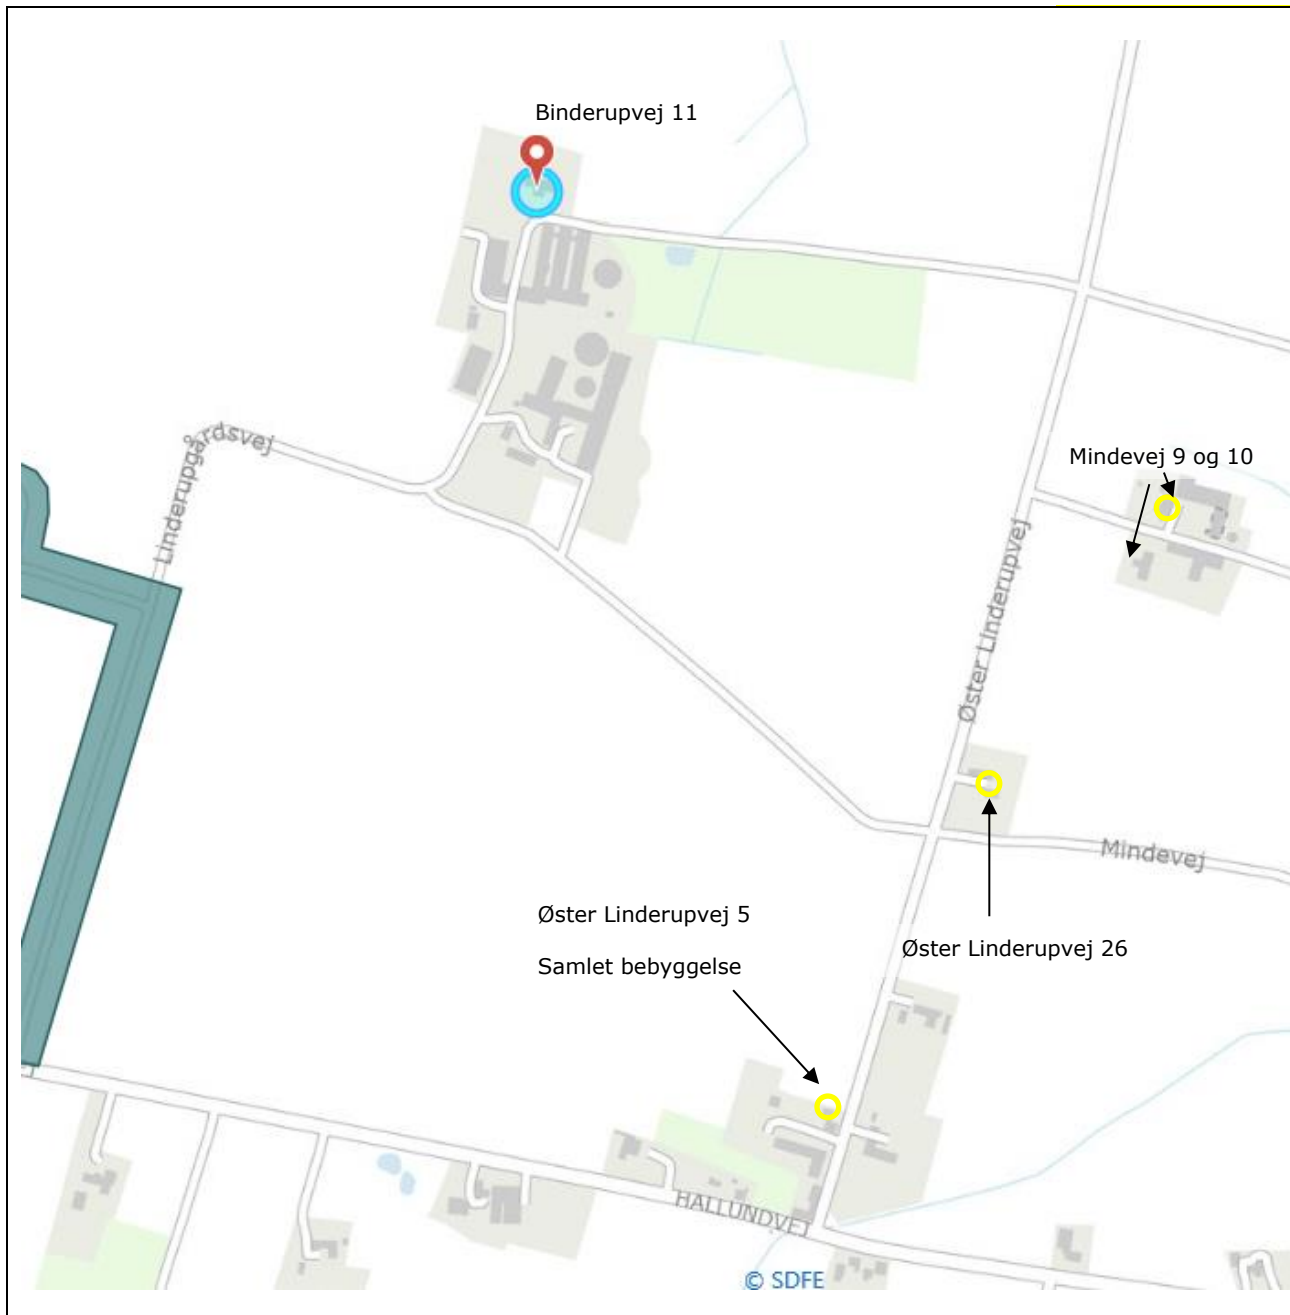 Binderupvej 11
Linderupgårdsvej
Mindevej 9 og 10
Øster Linderupvej
Mindevej
Øster Linderupvej 5
Samlet bebyggelse
Øster Linderupvej 26
HALLUNDVEJ
© SDFE